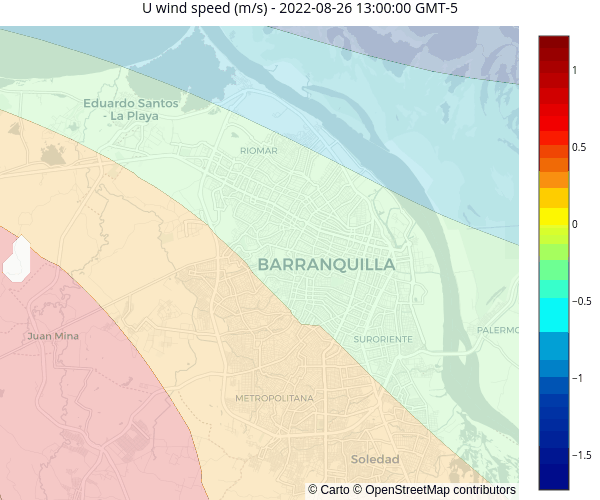 U wind speed (m/s) - 2022-08-26 13:00:00 GMT-5
1
Eduardo Santos
- La Playa
RIOMAR
0.5
0
BARRANQUILLA
−0.5
Juan Mina
SURORIENTE
PALERMO
−1
METROPOLITANA
Soledad
−1.5
© Carto © OpenStreetMap contributors